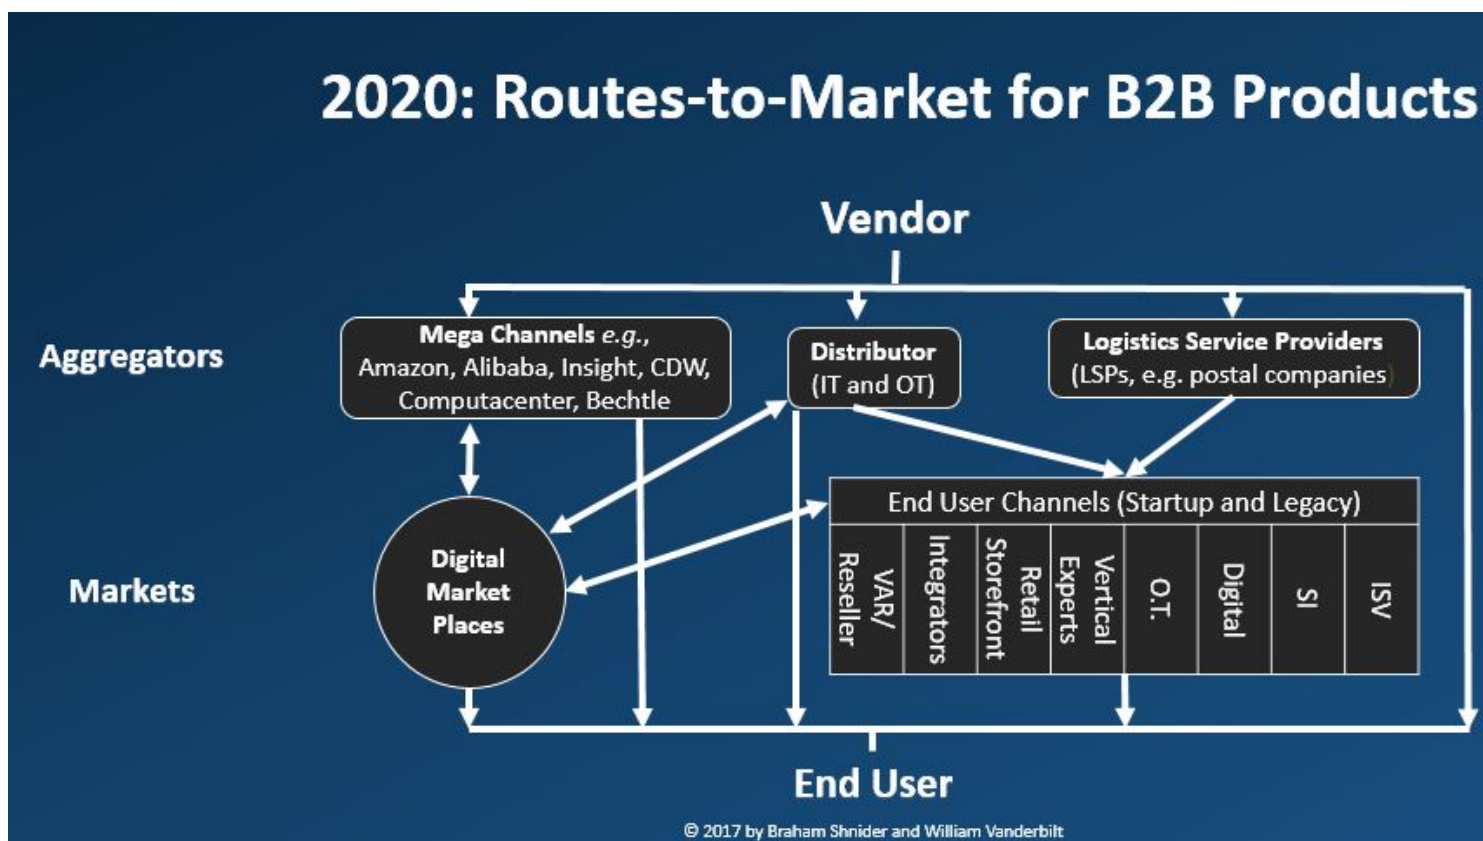 2020: Routes-to-Market for B2B Products
Vendor
Aggregators
Mega Channels e.g.,
Amazon, Alibaba, Insight, CDW,
Computacenter, Bechtle
Distributor
(IT and OT)
Logistics Service Providers
(LSPs, e.g. postal companies)
Markets
Digital
Market
Places
End User Channels (Startup and Legacy)
VAR/
Reseller
Integrators
Retail
Storefront
Vertical
Experts
O.T.
Digital
SI
ISV
End User
© 2017 by Braham Shnider and William Vanderbilt